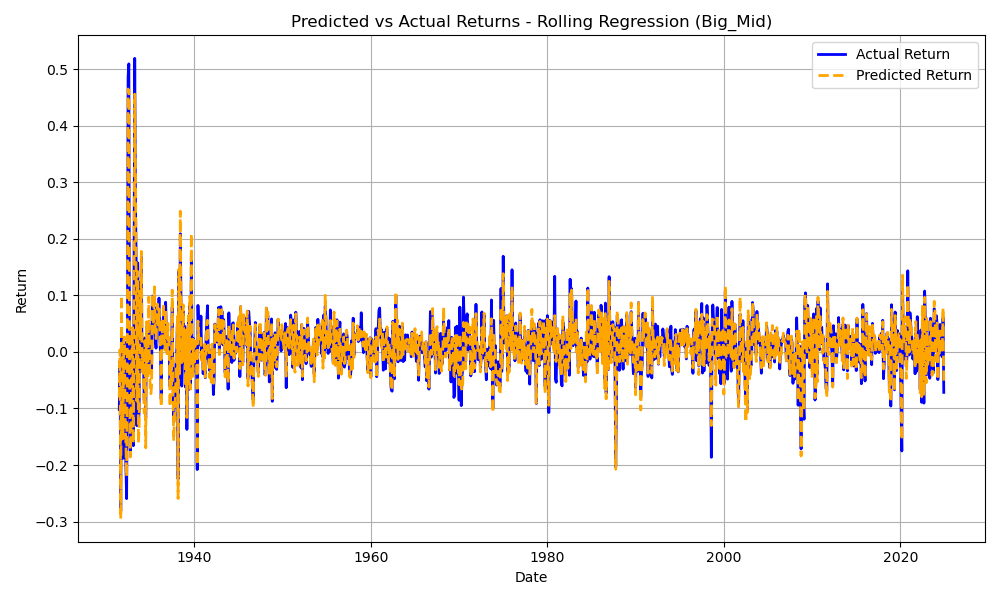 Predicted vs Actual Returns - Rolling Regression (Big_Mid)
Actual Return
Predicted Return
Return
0.5
0.4
0.3
0.2
0.1
0.0
−0.1
−0.2
−0.3
1940
1960
1980
2000
2020
Date